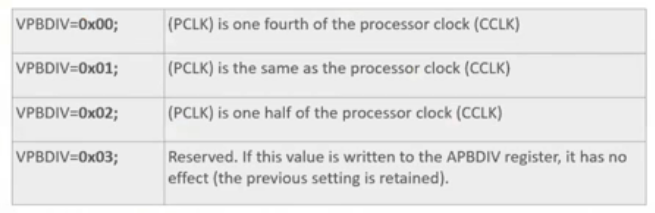 VPBDIV=0x00; (PCLK) is one fourth of the processor clock (CCLK)
VPBDIV=0x01; (PCLK) is the same as the processor clock (CCLK)
VPBDIV=0x02; (PCLK) is one half of the processor clock (CCLK)
VPBDIV=0x03; Reserved. If this value is written to the APBDIV register, it has no
effect (the previous setting is retained).